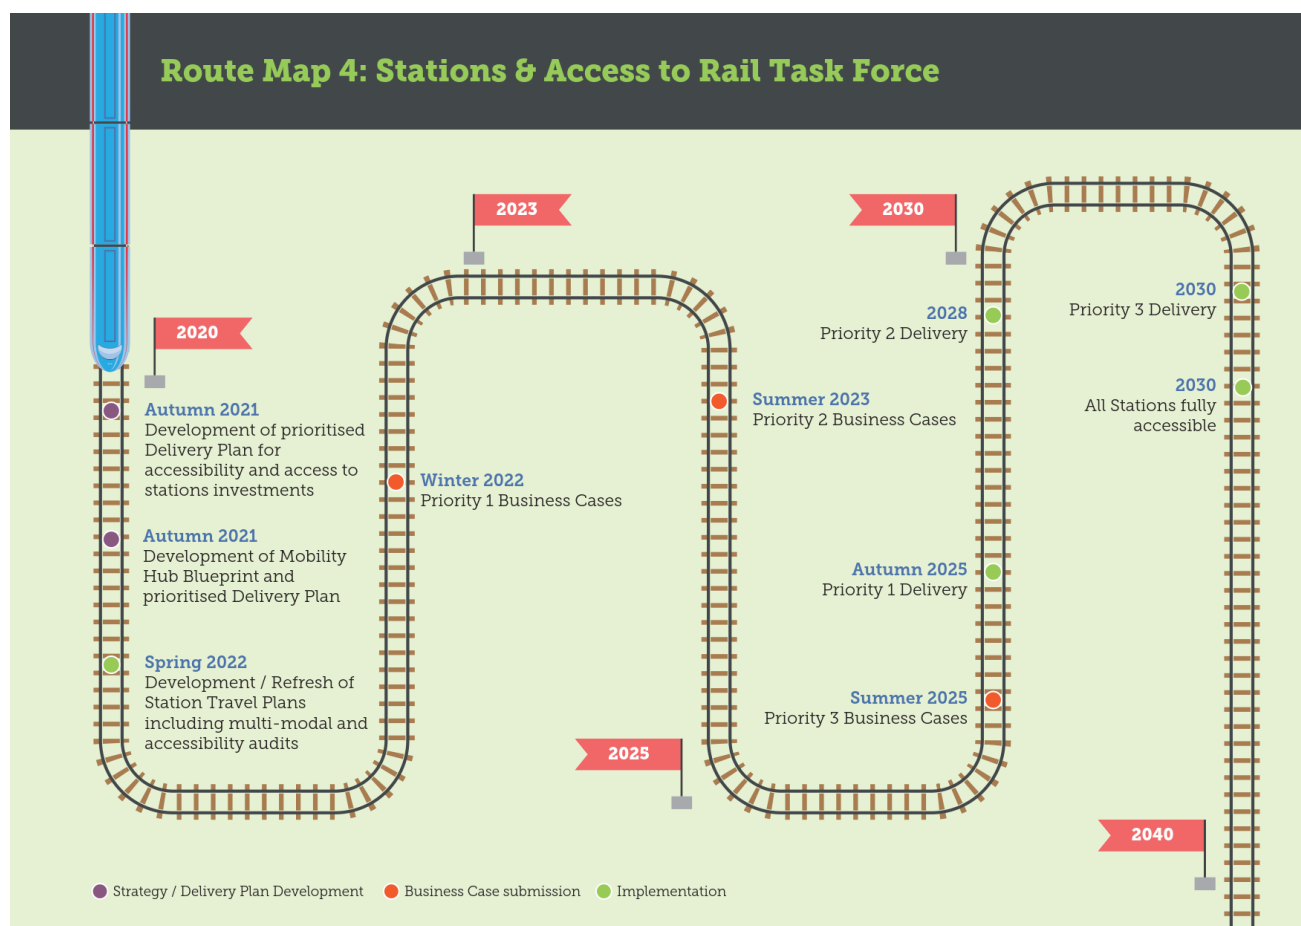 Route Map 4: Stations & Access to Rail Task Force
2020
Autumn 2021
Development of prioritised
Delivery Plan for
accessibility and access to
stations investments
Autumn 2021
Development of Mobility
Hub Blueprint and
prioritised Delivery Plan
Spring 2022
Development / Refresh of
Station Travel Plans
including multi-modal and
accessibility audits
Winter 2022
Priority 1 Business Cases
2023
Summer 2023
Priority 2 Business Cases
2025
Summer 2025
Priority 3 Business Cases
Autumn 2025
Priority 1 Delivery
2028
Priority 2 Delivery
2030
2030
Priority 3 Delivery
2030
All Stations fully
accessible
2040
Strategy / Delivery Plan Development
Business Case submission
Implementation